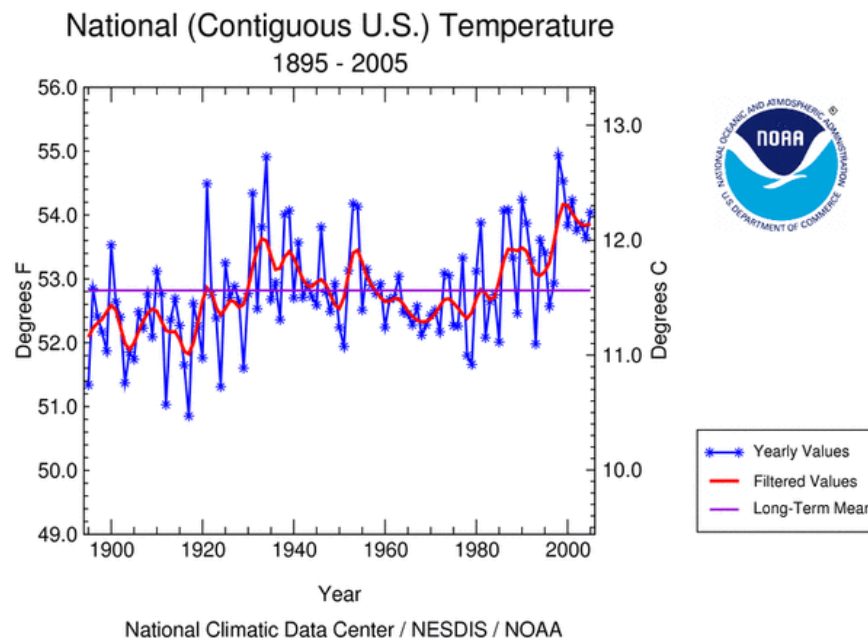 National (Contiguous U.S.) Temperature
1895 - 2005
56.0
55.0
54.0
53.0
52.0
51.0
50.0
49.0
Degrees F
13.0
12.0
11.0
10.0
Degrees C
1900 1920 1940 1960 1980 2000
Year
National Climatic Data Center / NESDIS / NOAA
NATIONAL OCEANIC AND ATMOSPHERIC ADMINISTRATION
NOAA
U.S. DEPARTMENT OF COMMERCE
®
Yearly Values
Filtered Values
Long-Term Mean